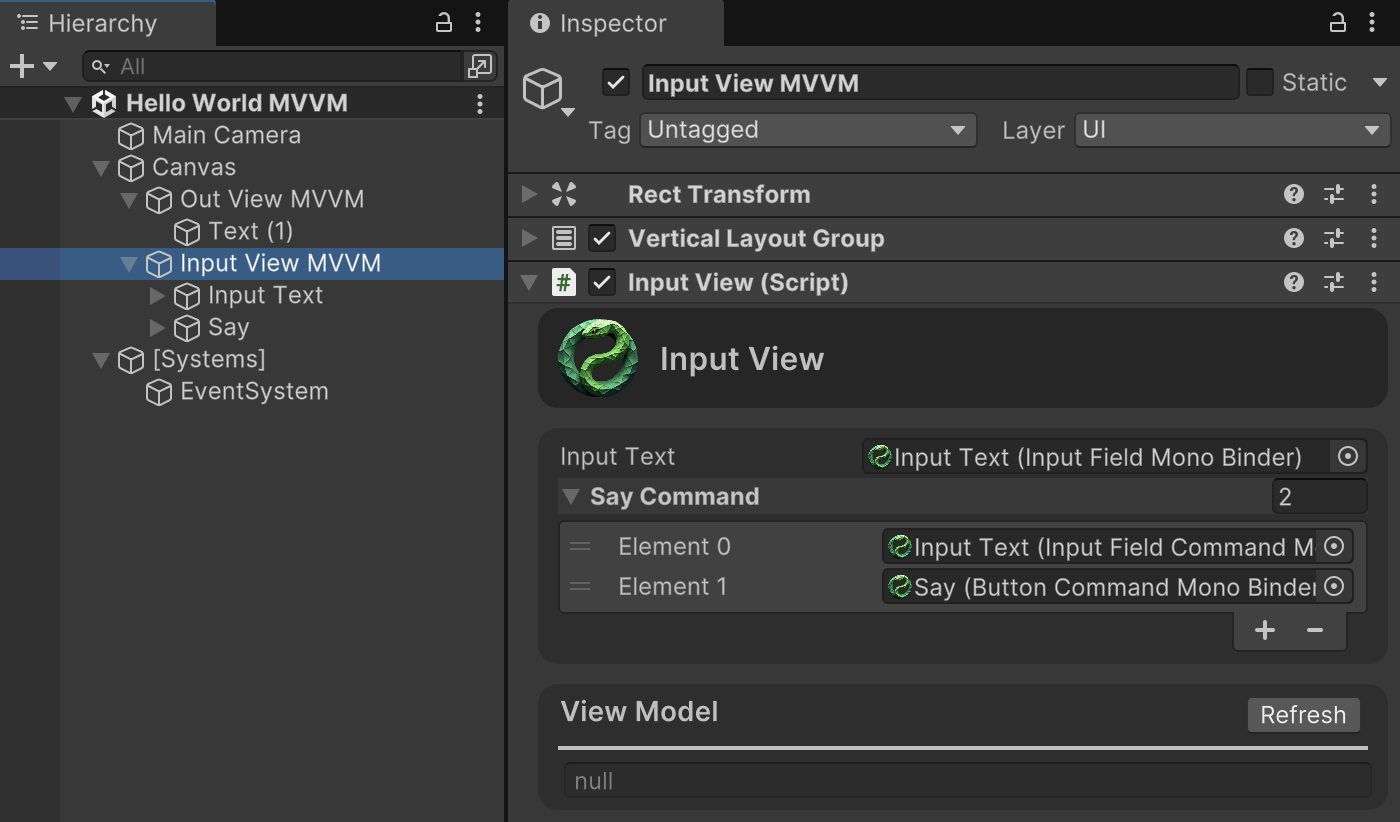 Hierarchy
All
Hello World MVVM
Main Camera
Canvas
Out View MVVM
Text (1)
Input View MVVM
Input Text
Say
[Systems]
EventSystem
Inspector
Input View MVVM
Static
Tag Untagged Layer UI
Rect Transform
Vertical Layout Group
# Input View (Script)
Input View
Input Text Input Text (Input Field Mono Binder)
Say Command 2
Element 0 Input Text (Input Field Command M
Element 1 Say (Button Command Mono Binder
View Model Refresh
null